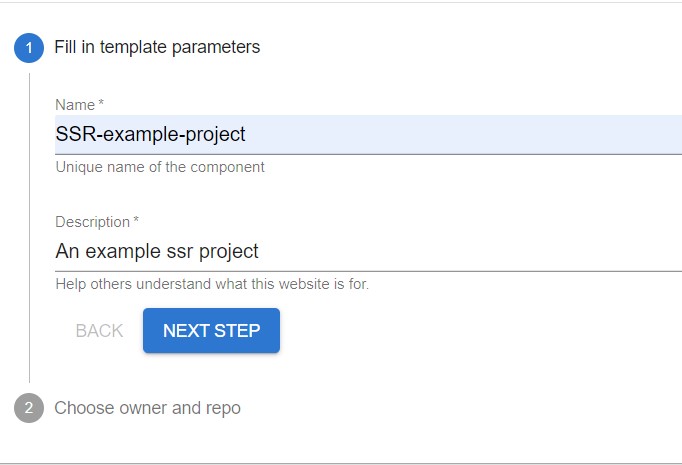 1 Fill in template parameters
Name *
SSR-example-project
Unique name of the component
Description *
An example ssr project
Help others understand what this website is for.
BACK NEXT STEP
2 Choose owner and repo